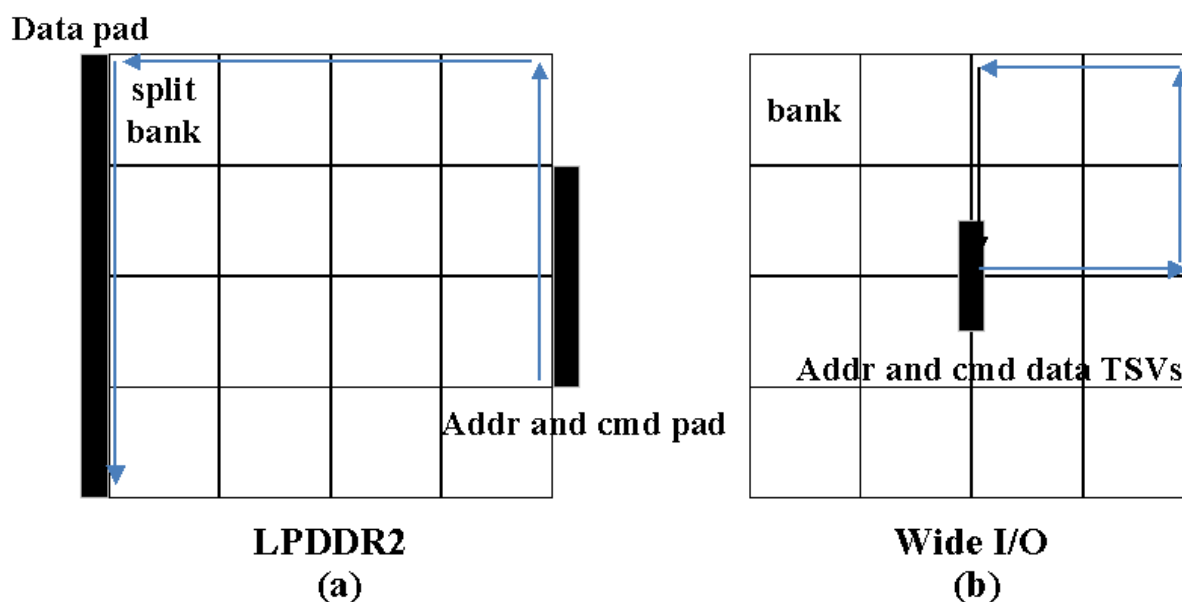 Data pad
split
bank
Addr and cmd pad
LPDDR2
(a)
bank
Addr and cmd data TSVs
Wide I/O
(b)